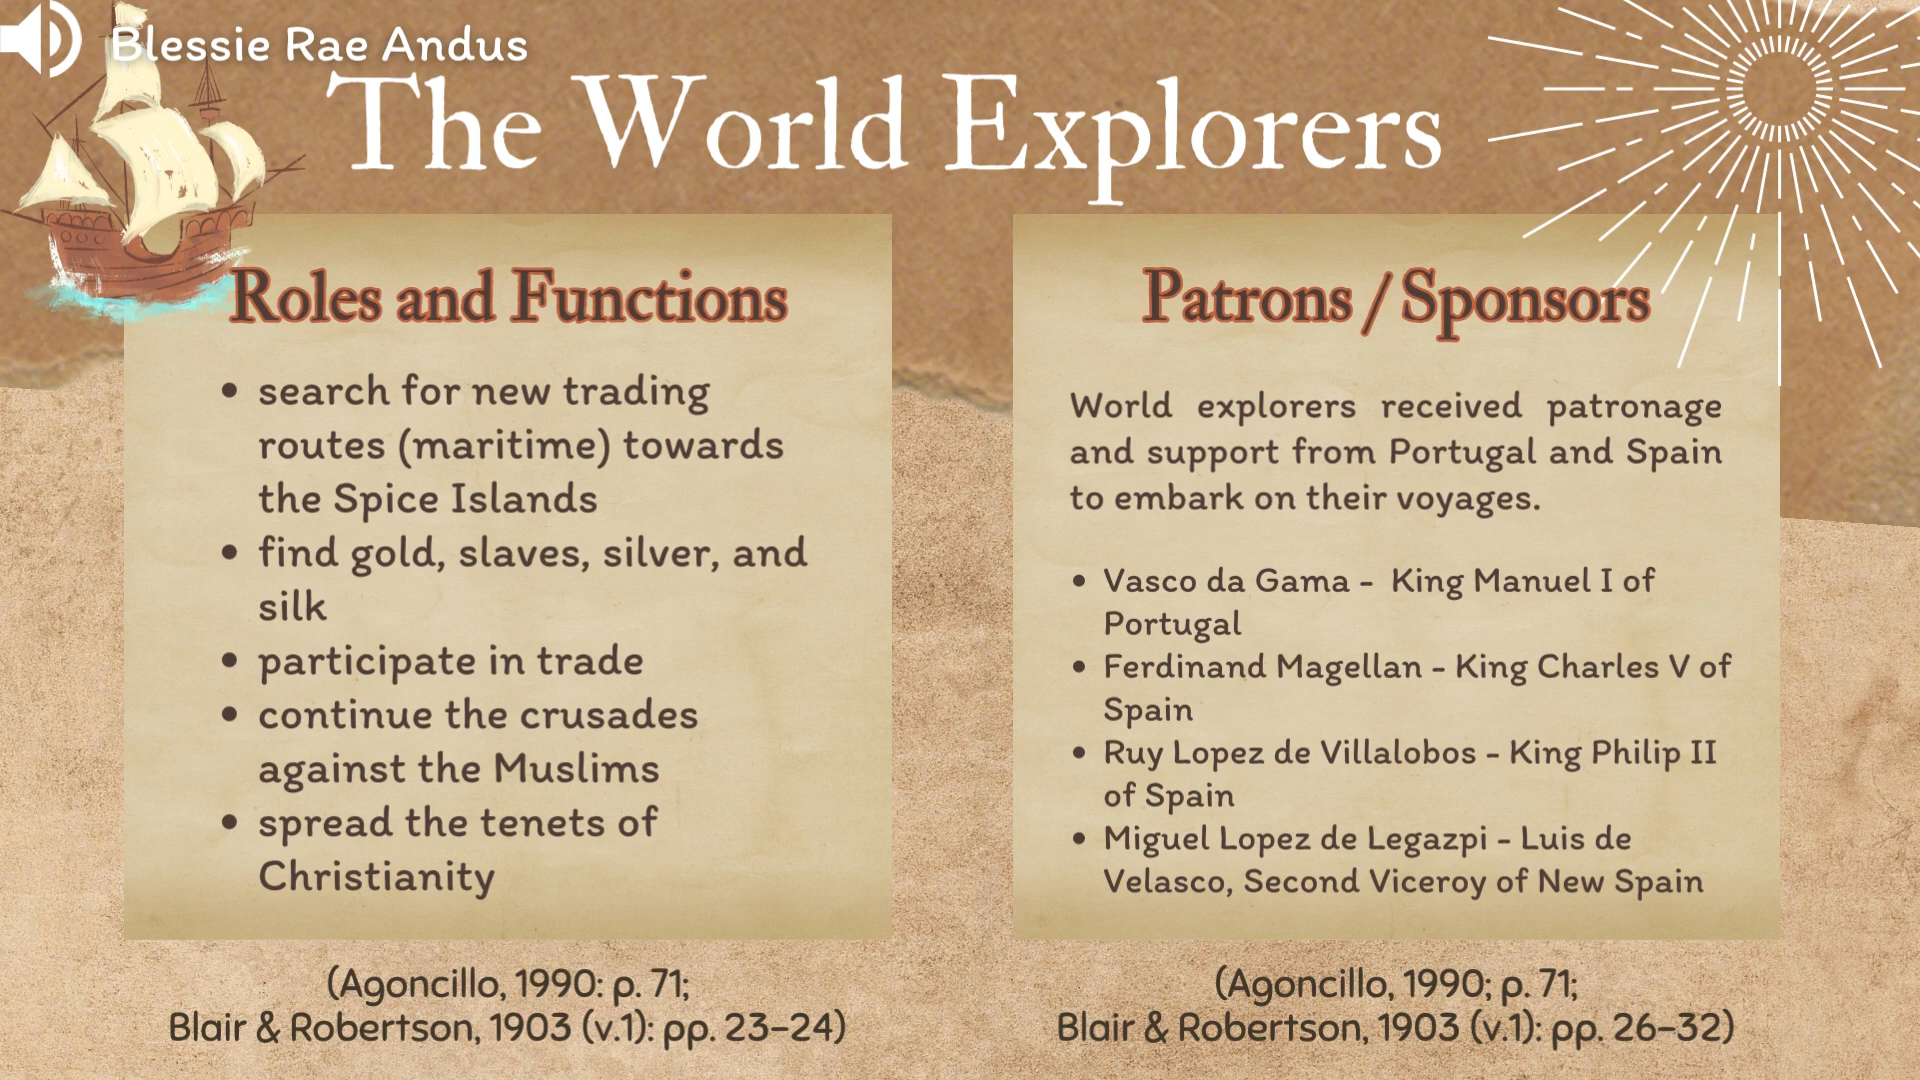 Blessie Rae Andus
The World Explorers
Roles and Functions
• search for new trading
routes (maritime) towards
the Spice Islands
• find gold, slaves, silver, and
silk
• participate in trade
• continue the crusades
against the Muslims
• spread the tenets of
Christianity
(Agoncillo, 1990: p. 71;
Blair & Robertson, 1903 (v.1): pp. 23–24)
Patrons / Sponsors
World explorers received patronage
and support from Portugal and Spain
to embark on their voyages.
• Vasco da Gama - King Manuel I of
Portugal
• Ferdinand Magellan - King Charles V of
Spain
• Ruy Lopez de Villalobos - King Philip II
of Spain
• Miguel Lopez de Legazpi - Luis de
Velasco, Second Viceroy of New Spain
(Agoncillo, 1990; p. 71;
Blair & Robertson, 1903 (v.1): pp. 26–32)